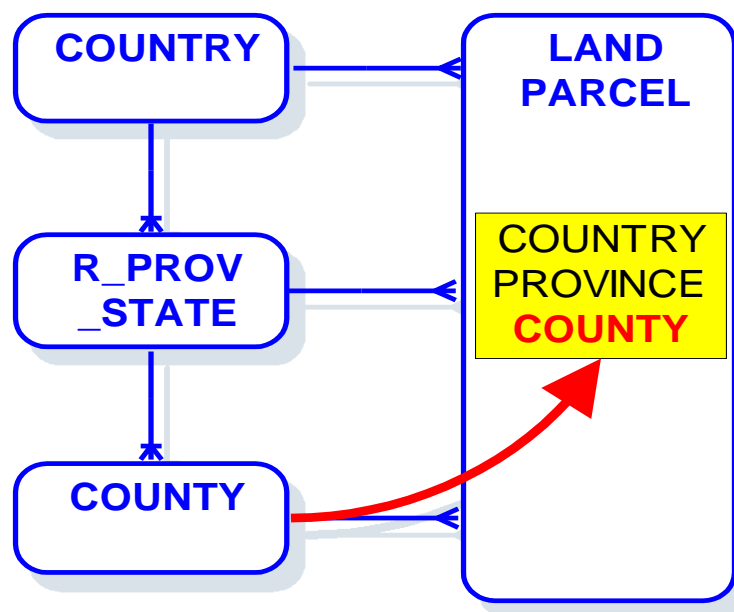 COUNTRY
LAND
PARCEL
R_PROV
_STATE
COUNTRY
PROVINCE
COUNTY
COUNTY